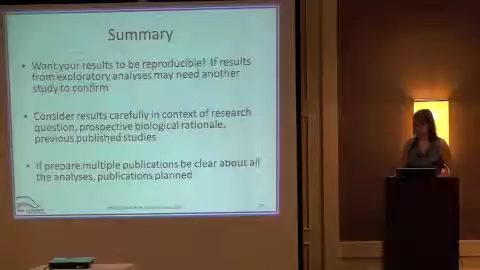 Summary
• Want your results to be reproducible! If results
from exploratory analyses may need another
study to confirm
• Consider results carefully in context of research
question, prospective biological rationale,
previous published studies
• If prepare multiple publications be clear about all
the analyses, publications planned